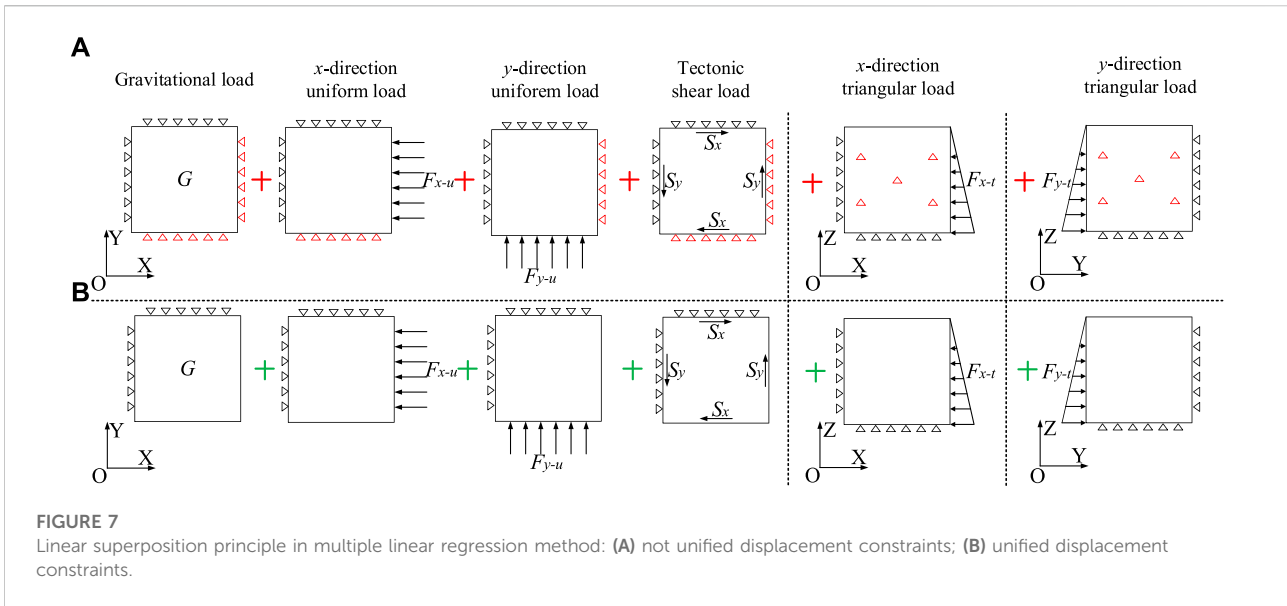 A
Gravitational load
x-direction
uniform load
y-direction
uniforem load
Tectonic
shear load
x-direction
triangular load
y-direction
triangular load
G
+
Fx-u
+
Fy-u
+
Sx
Sy
Sy
Sx
+
Fx-t
+
Fy-t
Y
X
O
Z
X
O
Z
Y
O
B
G
+
Fx-u
+
Fy-u
+
Sx
Sy
Sy
Sx
+
Fx-t
+
Fy-t
Y
X
O
Z
X
O
Z
Y
O
FIGURE 7
Linear superposition principle in multiple linear regression method: (A) not unified displacement constraints; (B) unified displacement
constraints.